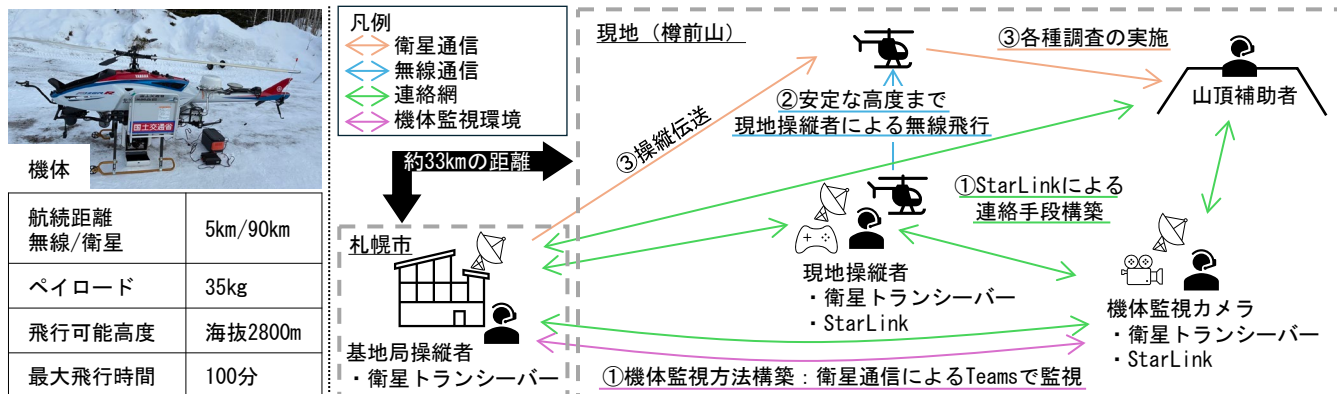 国土交通省
機体
航続距離
無線/衛星
5km/90km
ペイロード
35kg
飛行可能高度
海抜2800m
最大飛行時間
100分
凡例
衛星通信
無線通信
連絡網
機体監視環境
約33kmの距離
札幌市
基地局操縦者
・衛星トランシーバー
現地（樽前山）
③操縦伝送
②安定な高度まで
現地操縦者による無線飛行
③各種調査の実施
山頂補助者
①StarLinkによる
連絡手段構築
現地操縦者
・衛星トランシーバー
・StarLink
機体監視カメラ
・衛星トランシーバー
・StarLink
①機体監視方法構築：衛星通信によるTeamsで監視